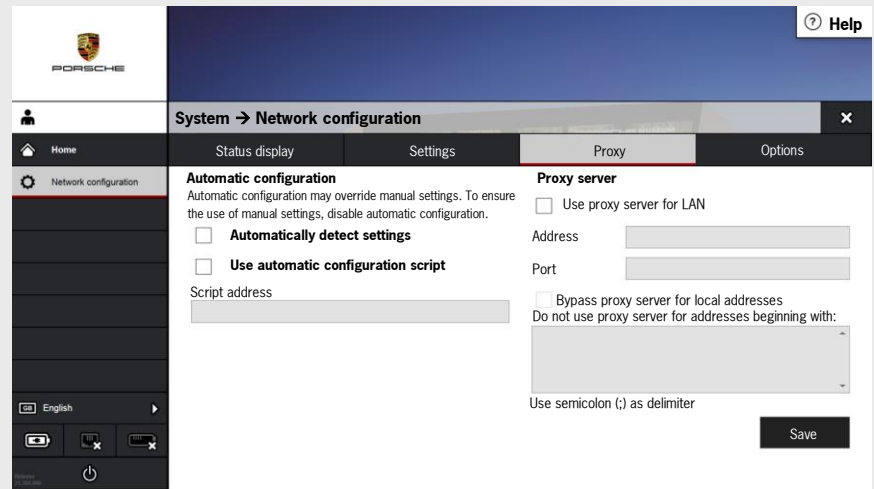 Help
PORSCHE
System → Network configuration
Home
Status display
Settings
Proxy
Options
Network configuration
Automatic configuration
Automatic configuration may override manual settings. To ensure
the use of manual settings, disable automatic configuration.
Automatically detect settings
Use automatic configuration script
Script address
Proxy server
Use proxy server for LAN
Address
Port
Bypass proxy server for local addresses
Do not use proxy server for addresses beginning with:
Use semicolon (;) as delimiter
Save
GB English
Release